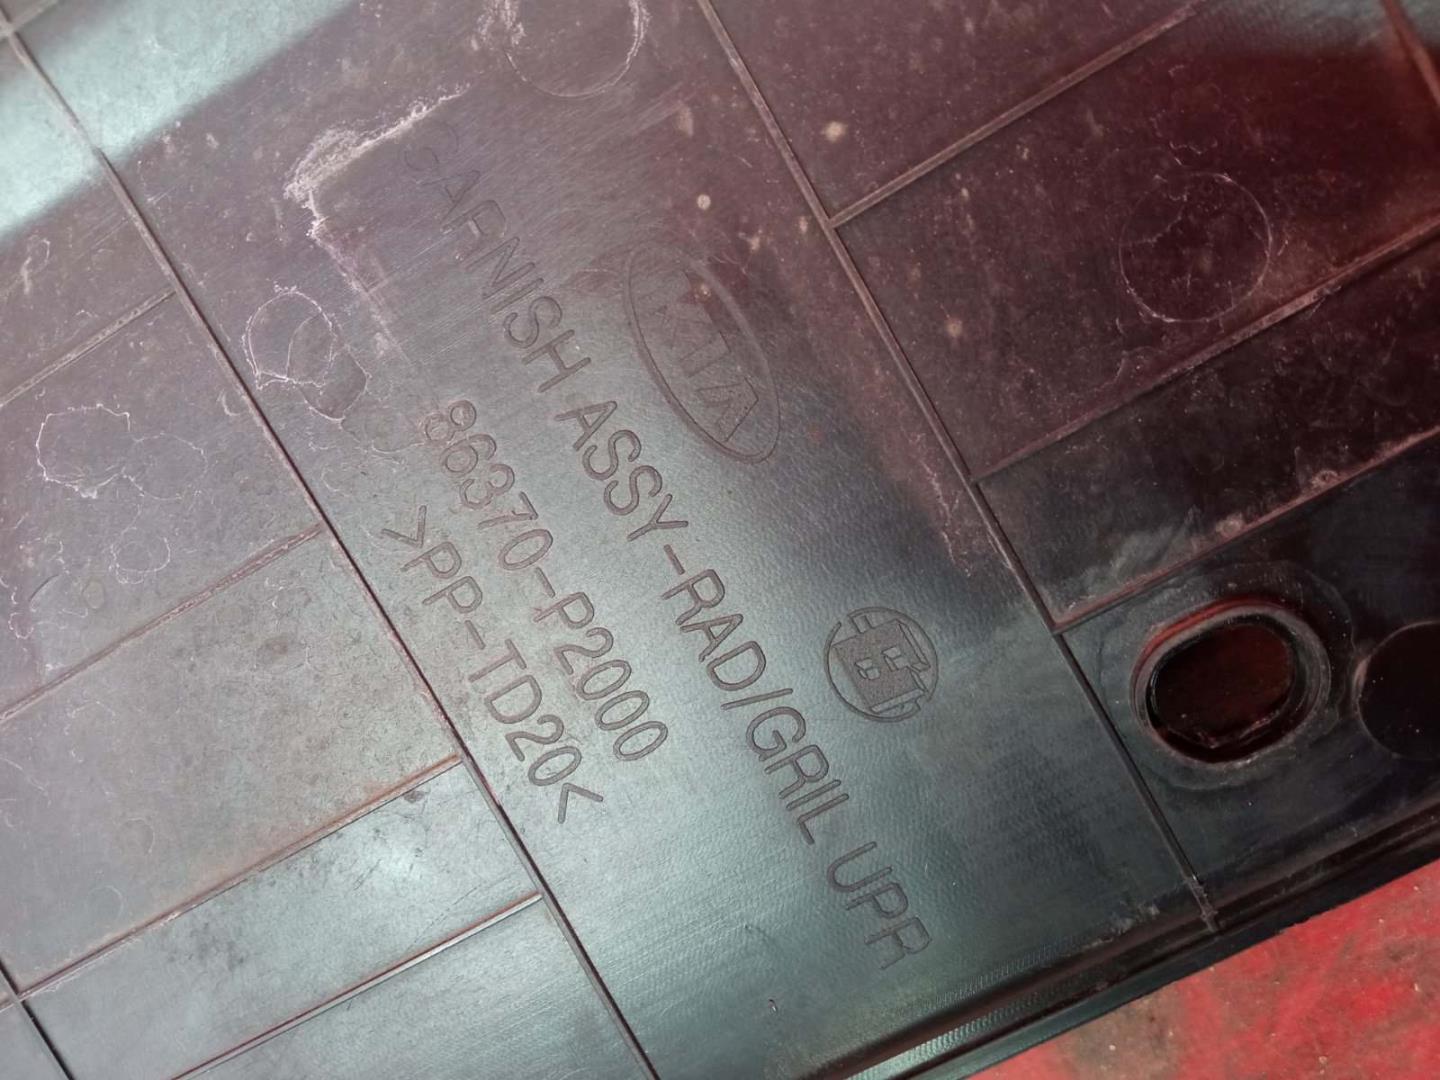 KIA
GARNISH ASSY-RAD/GRIL UPR
86370-P2000
>PP-TD20<